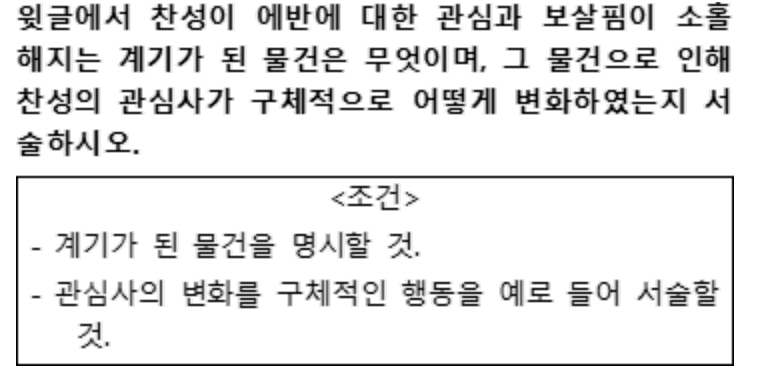 윗글에서 찬성이 에반에 대한 관심과 보살핌이 소홀
해지는 계기가 된 물건은 무엇이며, 그 물건으로 인해
찬성의 관심사가 구체적으로 어떻게 변화하였는지 서
술하시오.
<조건>
- 계기가 된 물건을 명시할 것.
- 관심사의 변화를 구체적인 행동을 예로 들어 서술할
것.